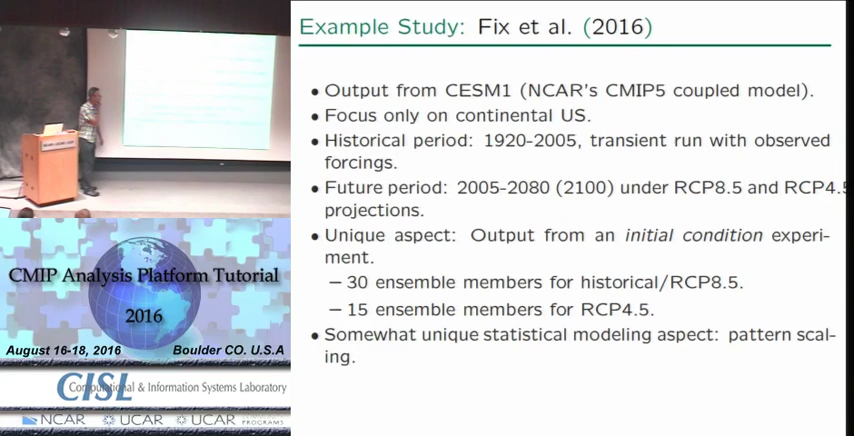 Example Study: Fix et al. (2016)
• Output from CESM1 (NCAR's CMIP5 coupled model).
• Focus only on continental US.
• Historical period: 1920-2005, transient run with observed
forcings.
• Future period: 2005-2080 (2100) under RCP8.5 and RCP4.5
projections.
• Unique aspect: Output from an initial condition experi-
ment.
– 30 ensemble members for historical/RCP8.5.
– 15 ensemble members for RCP4.5.
• Somewhat unique statistical modeling aspect: pattern scal-
ing.
CMIP Analysis Platform Tutorial
2016
August 16-18, 2016 Boulder CO. U.S.A
CISL Computational & Information Systems Laboratory
NCAR UCAR UCAR PROGRAMS